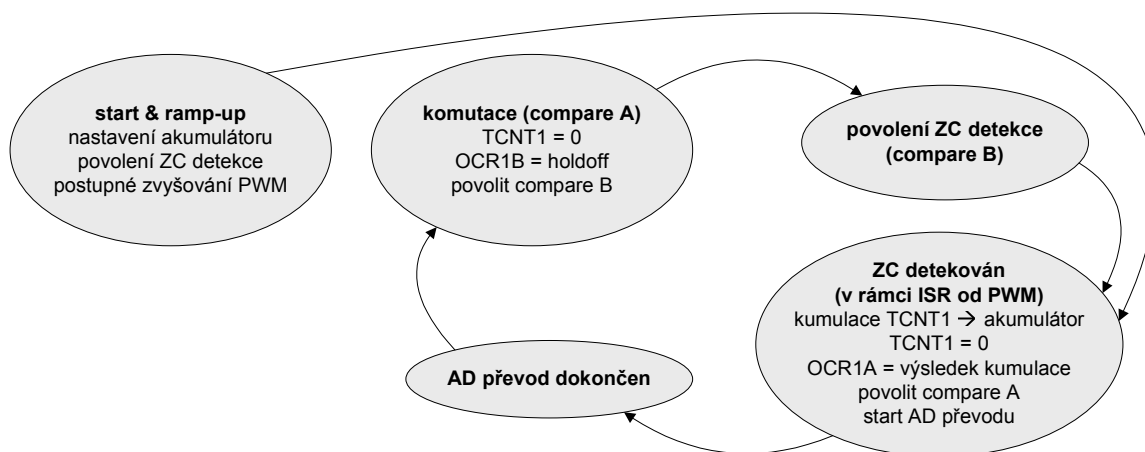 start & ramp-up
nastavení akumulátoru
povolení ZC detekce
postupné zvyšování PWM
komutace (compare A)
TCNT1 = 0
OCR1B = holdoff
povolit compare B
povolení ZC detekce
(compare B)
ZC detekován
(v rámci ISR od PWM)
kumulace TCNT1 → akumulátor
TCNT1 = 0
OCR1A = výsledek kumulace
povolit compare A
start AD převodu
AD převod dokončen